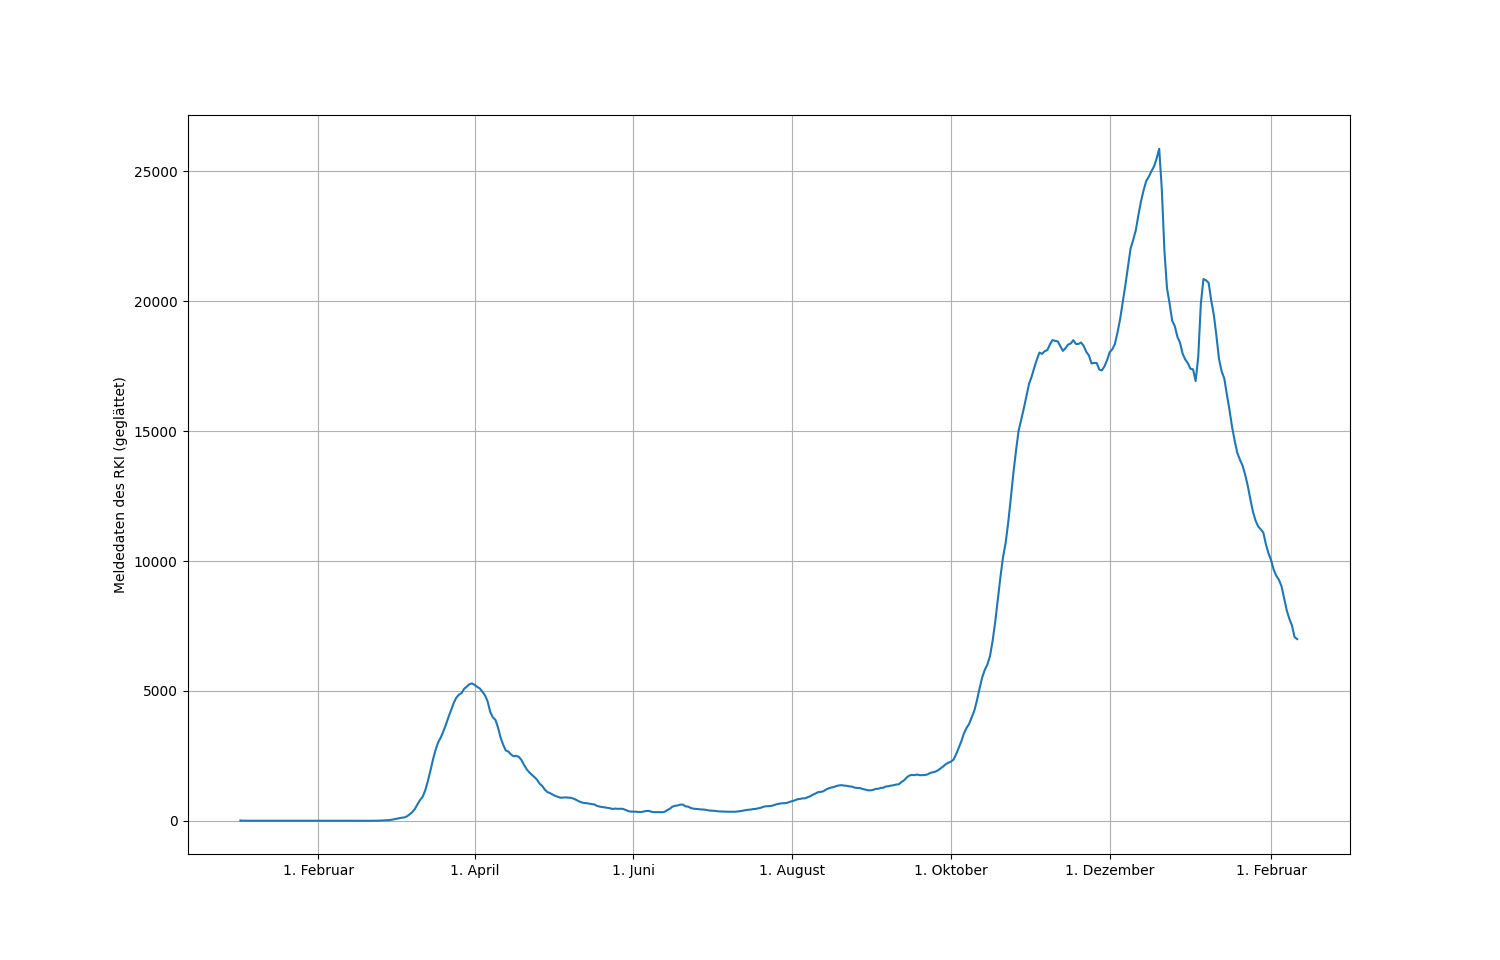 Meldedaten des RKI (geglättet)
25000
20000
15000
10000
5000
0
1. Februar
1. April
1. Juni
1. August
1. Oktober
1. Dezember
1. Februar